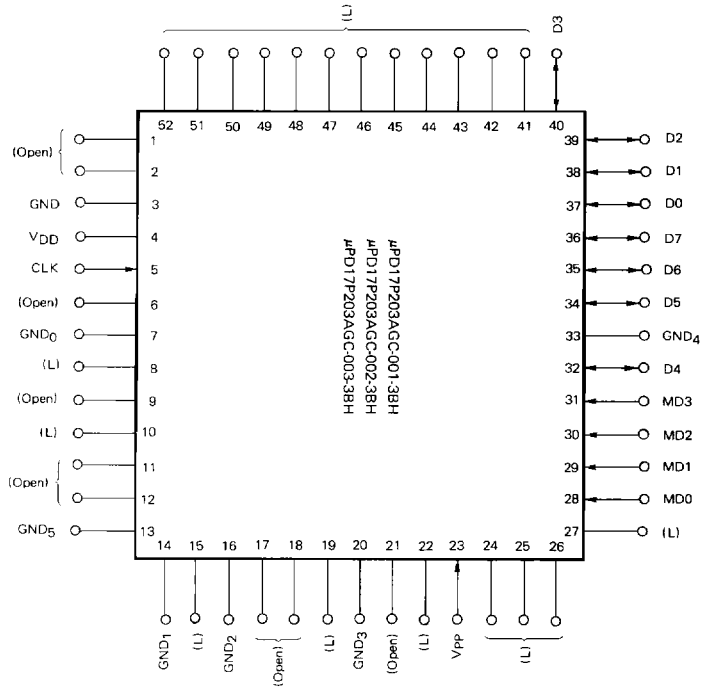 (L)
D3
52 51 50 49 48 47 46 45 44 43 42 41 40
(Open)
1
2
GND 3
VDD 4
CLK 5
(Open) 6
GND0 7
(L) 8
(Open) 9
(L) 10
(Open)
11
12
GND5 13
39 D2
38 D1
37 D0
36 D7
35 D6
34 D5
33 GND4
32 D4
31 MD3
30 MD2
29 MD1
28 MD0
27 (L)
μPD17P203AGC-001-3BH
μPD17P203AGC-002-3BH
μPD17P203AGC-003-3BH
14 15 16 17 18 19 20 21 22 23 24 25 26
GND1
(L)
GND2
(Open)
(L)
GND3
(Open)
(L)
VPP
(L)